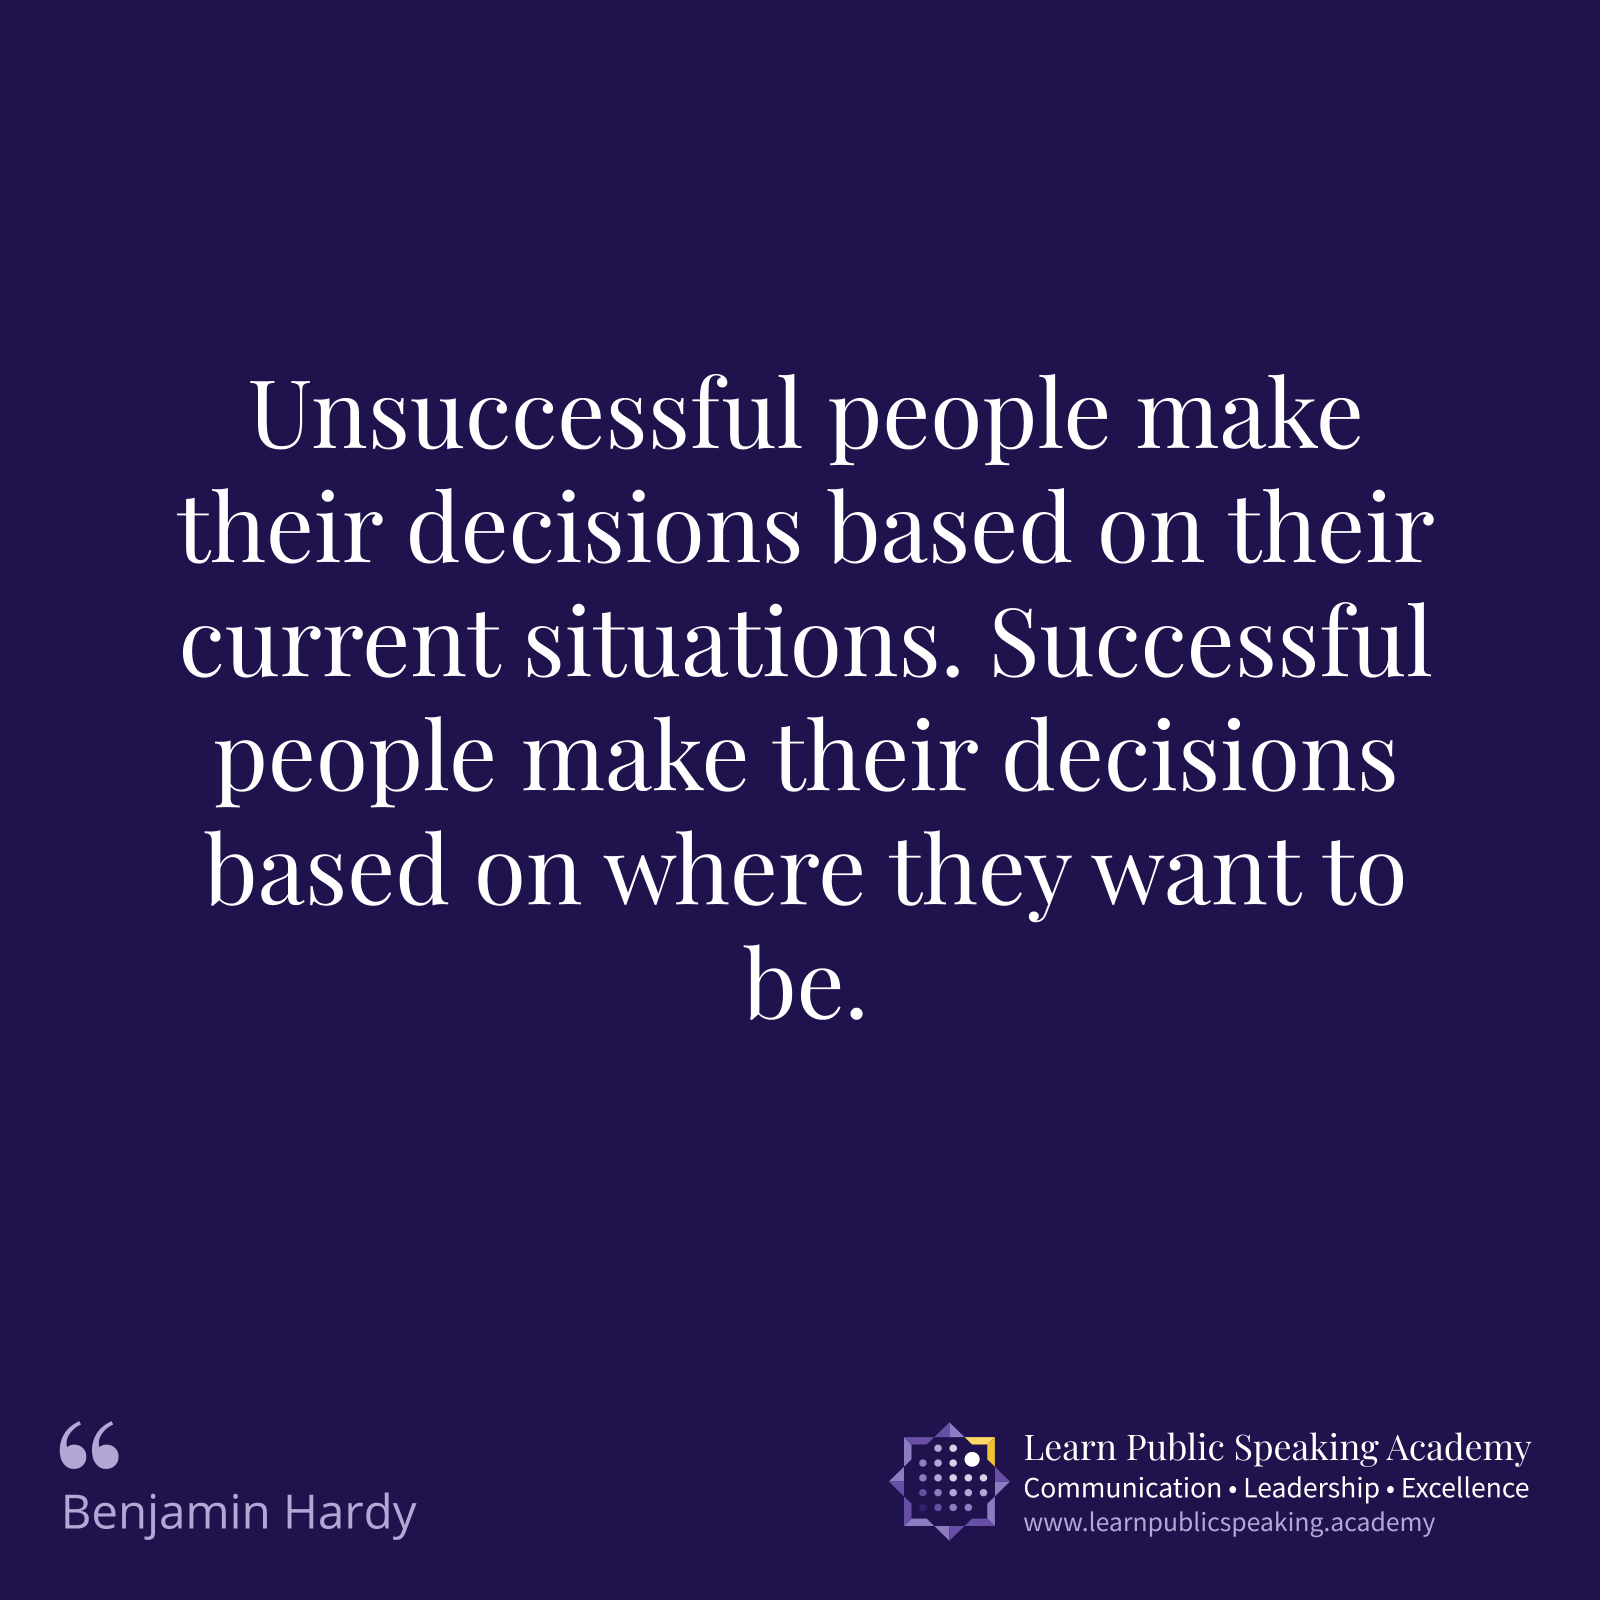 Unsuccessful people make
their decisions based on their
current situations. Successful
people make their decisions
based on where they want to
be.
“
Benjamin Hardy
Learn Public Speaking Academy
Communication • Leadership • Excellence
www.learnpublicspeaking.academy